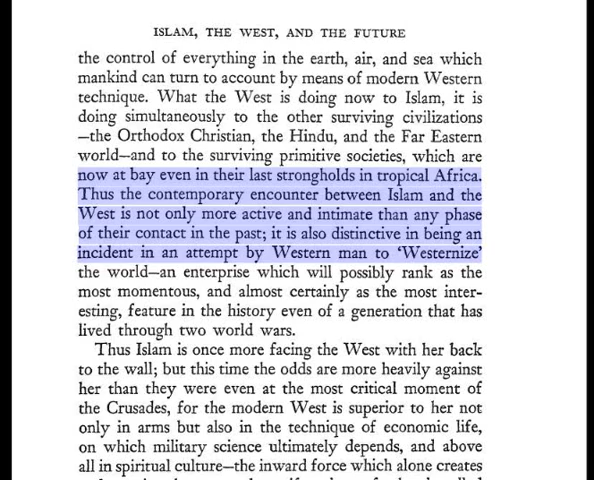 ISLAM, THE WEST, AND THE FUTURE
the control of everything in the earth, air, and sea which
mankind can turn to account by means of modern Western
technique. What the West is doing now to Islam, it is
doing simultaneously to the other surviving civilizations
—the Orthodox Christian, the Hindu, and the Far Eastern
world—and to the surviving primitive societies, which are
now at bay even in their last strongholds in tropical Africa.
Thus the contemporary encounter between Islam and the
West is not only more active and intimate than any phase
of their contact in the past; it is also distinctive in being an
incident in an attempt by Western man to ‘Westernize’
the world—an enterprise which will possibly rank as the
most momentous, and almost certainly as the most inter-
esting, feature in the history even of a generation that has
lived through two world wars.
Thus Islam is once more facing the West with her back
to the wall; but this time the odds are more heavily against
her than they were even at the most critical moment of
the Crusades, for the modern West is superior to her not
only in arms but also in the technique of economic life,
on which military science ultimately depends, and above
all in spiritual culture—the inward force which alone creates